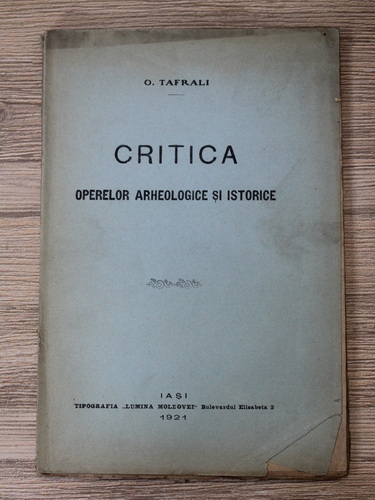 O. TAFRALI
CRITICA
OPERELOR ARHEOLOGICE ȘI ISTORICE
IAȘI
TIPOGRAFIA „LUMINA MOLDOVEI" Bulevardul Elisabeta 2
1921